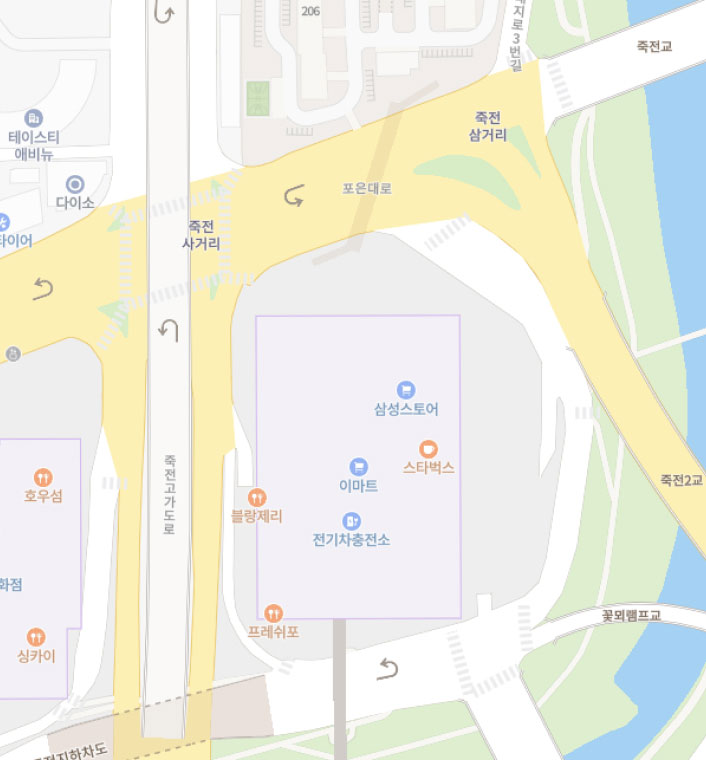 206
대지로3번길
죽전교
죽전
삼거리
테이스티
애비뉴
포은대로
다이소
죽전
사거리
타이어
삼성스토어
스타벅스
죽전고가도로
이마트
죽전2교
호우섬
블랑제리
전기차충전소
화점
꽃뫼램프교
프레쉬포
싱카이
지하차도